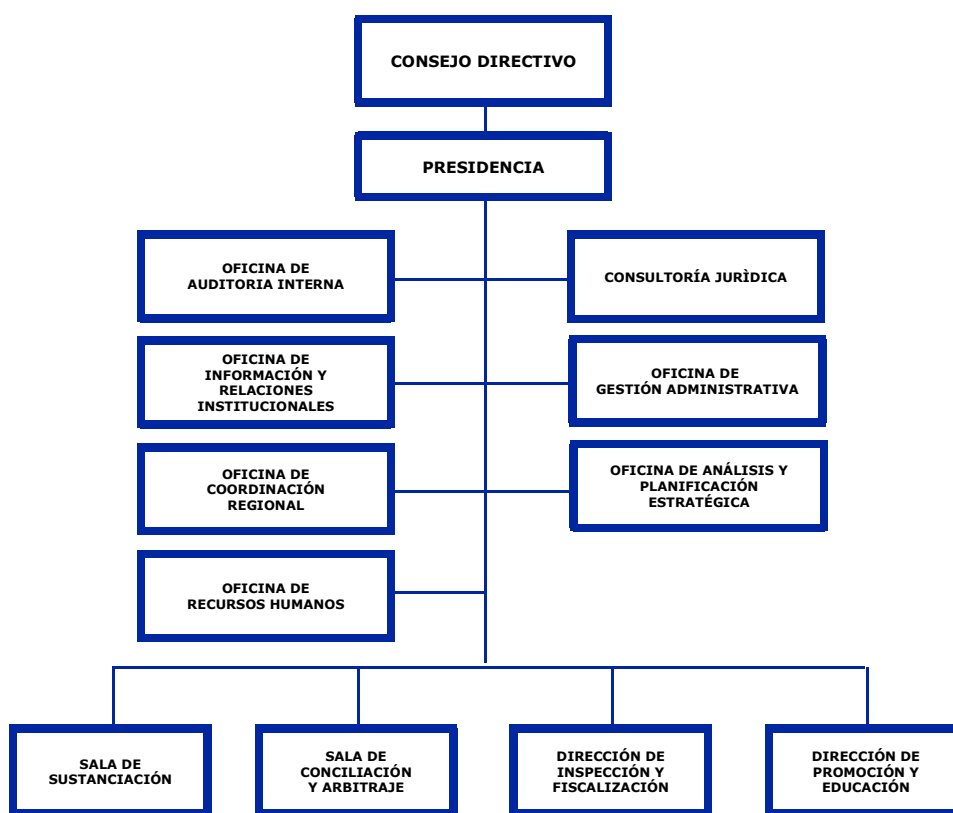 CONSEJO DIRECTIVO
PRESIDENCIA
OFICINA DE
AUDITORIA INTERNA
CONSULTORÍA JURÌDICA
OFICINA DE
INFORMACIÓN Y
RELACIONES
INSTITUCIONALES
OFICINA DE
GESTIÓN ADMINISTRATIVA
OFICINA DE
COORDINACIÓN
REGIONAL
OFICINA DE ANÁLISIS Y
PLANIFICACIÓN
ESTRATÉGICA
OFICINA DE
RECURSOS HUMANOS
SALA DE
SUSTANCIACIÓN
SALA DE
CONCILIACIÓN
Y ARBITRAJE
DIRECCIÓN DE
INSPECCIÓN Y
FISCALIZACIÓN
DIRECCIÓN DE
PROMOCIÓN Y
EDUCACIÓN